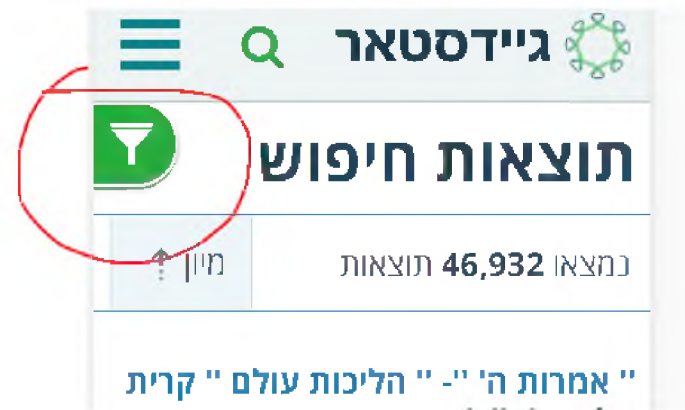 גיידסטאר
תוצאות חיפוש
נמצאו 46,932 תוצאות
מיון
" אמרות ה' "- " הליכות עולם " קרית